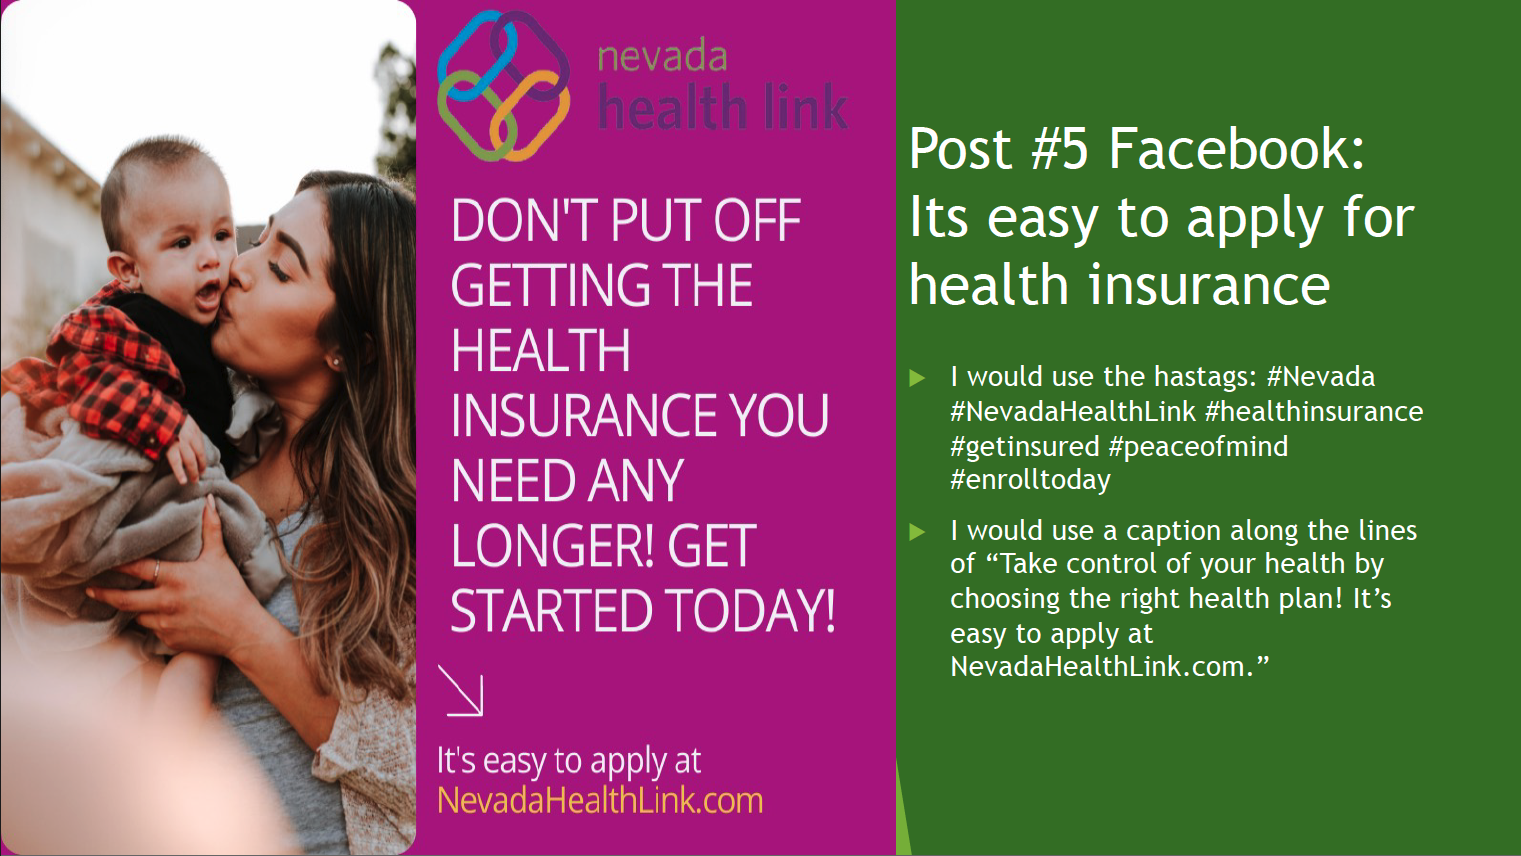 nevada
health link
DON'T PUT OFF
GETTING THE
HEALTH
INSURANCE YOU
NEED ANY
LONGER! GET
STARTED TODAY!
It's easy to apply at
NevadaHealthLink.com
Post #5 Facebook:
Its easy to apply for
health insurance
I would use the hastags: #Nevada
#NevadaHealthLink #healthinsurance
#getinsured #peaceofmind
#enrolltoday
I would use a caption along the lines
of “Take control of your health by
choosing the right health plan! It’s
easy to apply at
NevadaHealthLink.com.”